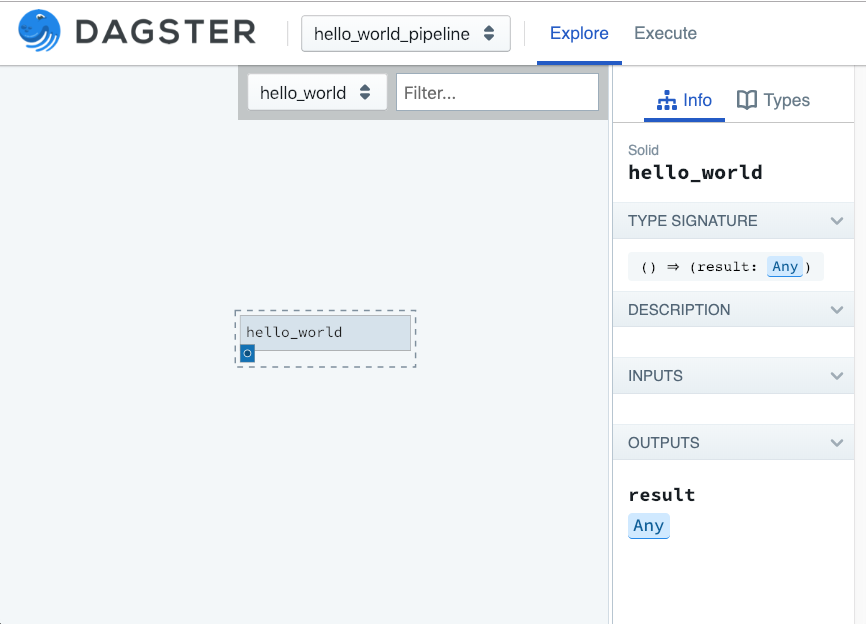 DAGSTER
hello_world_pipeline
Explore
Execute
hello_world
Filter...
Info
Types
Solid
hello_world
TYPE SIGNATURE
() ⇒ (result: Any)
DESCRIPTION
hello_world
INPUTS
OUTPUTS
result
Any